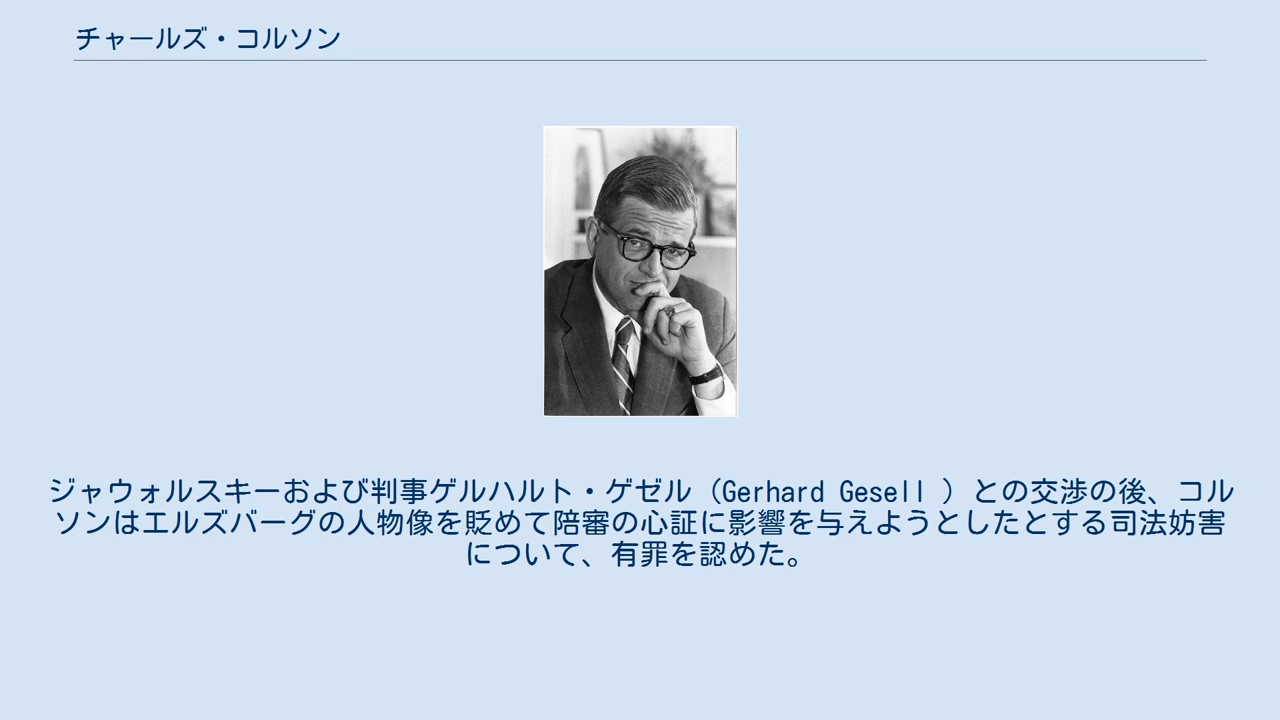 チャールズ・コルソン
ジャウォルスキーおよび判事ゲルハルト・ゲゼル（Gerhard Gesell ）との交渉の後、コル
ソンはエルズバーグの人物像を貶めて陪審の心証に影響を与えようとしたとする司法妨害
について、有罪を認めた。